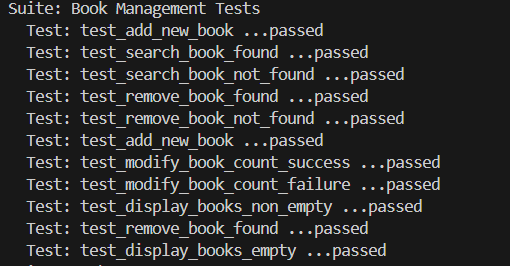 Suite: Book Management Tests
Test: test_add_new_book ...passed
Test: test_search_book_found ...passed
Test: test_search_book_not_found ...passed
Test: test_remove_book_found ...passed
Test: test_remove_book_not_found ...passed
Test: test_add_new_book ...passed
Test: test_modify_book_count_success ...passed
Test: test_modify_book_count_failure ...passed
Test: test_display_books_non_empty ...passed
Test: test_remove_book_found ...passed
Test: test_display_books_empty ...passed